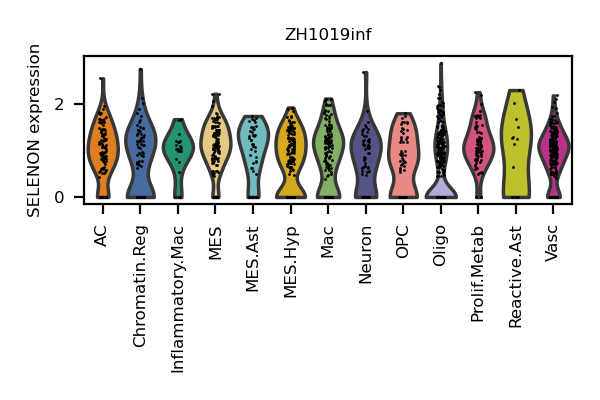 ZH1019inf
SELENON expression
2
0
AC
Chromatin.Reg
Inflammatory.Mac
MES
MES.Ast
MES.Hyp
Mac
Neuron
OPC
Oligo
Prolif.Metab
Reactive.Ast
Vasc